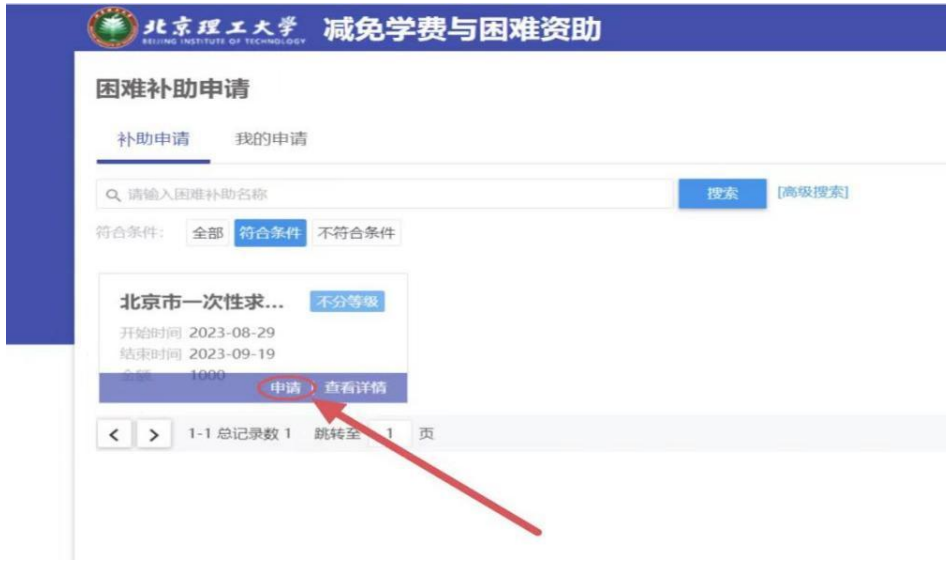 北京理工大学 减免学费与困难资助
BEIJING INSTITUTE OF TECHNOLOGY
困难补助申请
补助申请 我的申请
请输入困难补助名称 搜索 [高级搜索]
符合条件: 全部 符合条件 不符合条件
北京市一次性求... 不分等级
开始时间 2023-08-29
结束时间 2023-09-19
金额 1000
申请 查看详情
< > 1-1 总记录数 1 跳转至 1 页